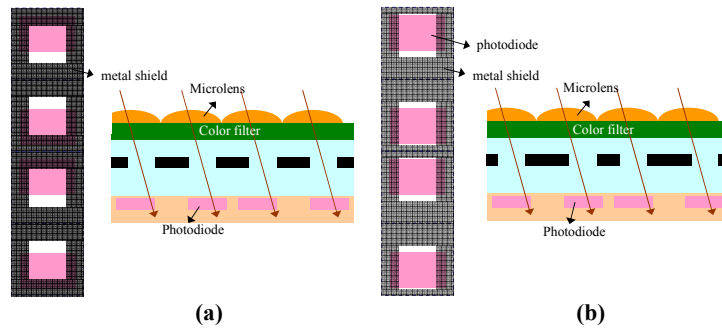 metal shield
Microlens
Color filter
Photodiode
(a)
photodiode
metal shield
Microlens
Color filter
Photodiode
(b)